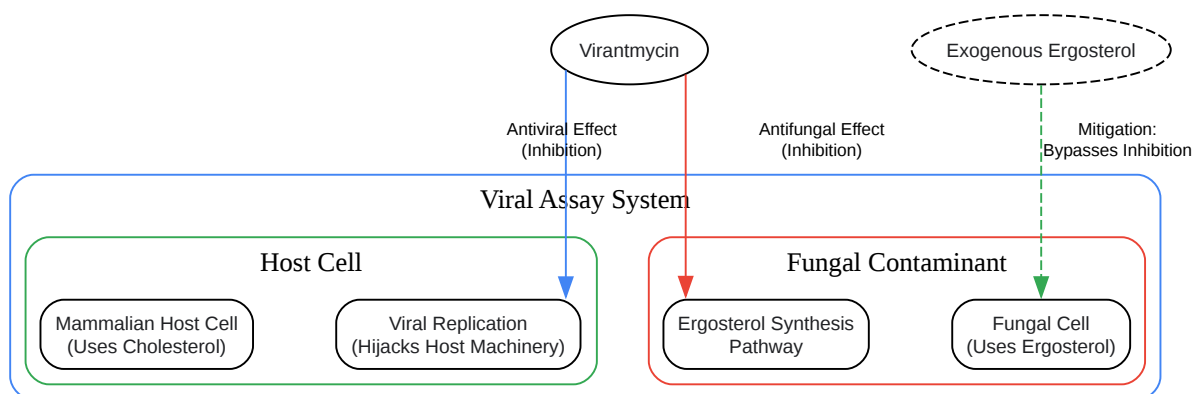 Virantmycin
Exogenous Ergosterol
Antiviral Effect
(Inhibition)
Antifungal Effect
(Inhibition)
Mitigation:
Bypasses Inhibition
Viral Assay System
Host Cell
Fungal Contaminant
Mammalian Host Cell
(Uses Cholesterol)
Viral Replication
(Hijacks Host Machinery)
Ergosterol Synthesis
Pathway
Fungal Cell
(Uses Ergosterol)